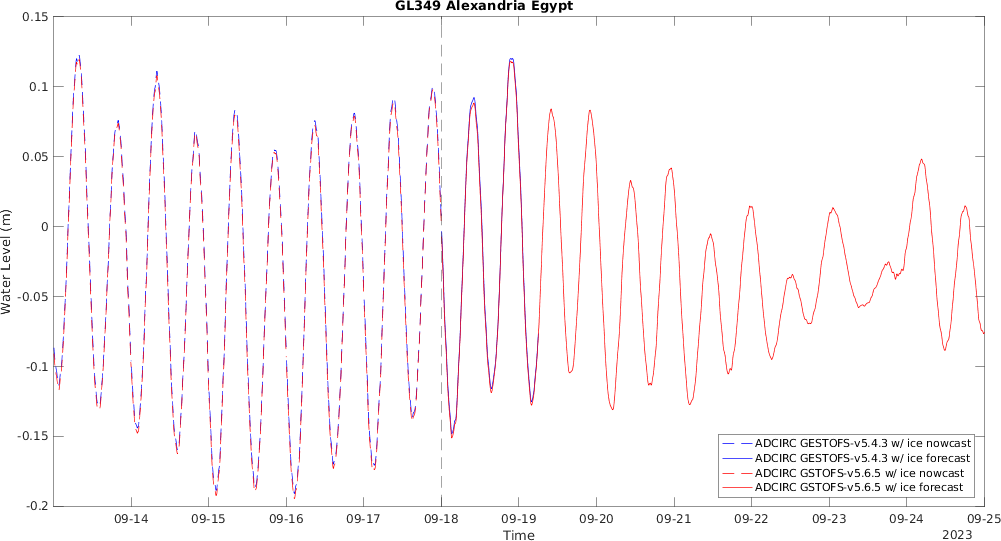 GL349 Alexandria Egypt
0.15
0.1
0.05
0
-0.05
-0.1
-0.15
-0.2
Water Level (m)
ADCIRC GESTOFS-v5.4.3 w/ ice nowcast
ADCIRC GESTOFS-v5.4.3 w/ ice forecast
ADCIRC GSTOFS-v5.6.5 w/ ice nowcast
ADCIRC GSTOFS-v5.6.5 w/ ice forecast
09-14 09-15 09-16 09-17 09-18 09-19 09-20 09-21 09-22 09-23 09-24 09-25
Time
2023